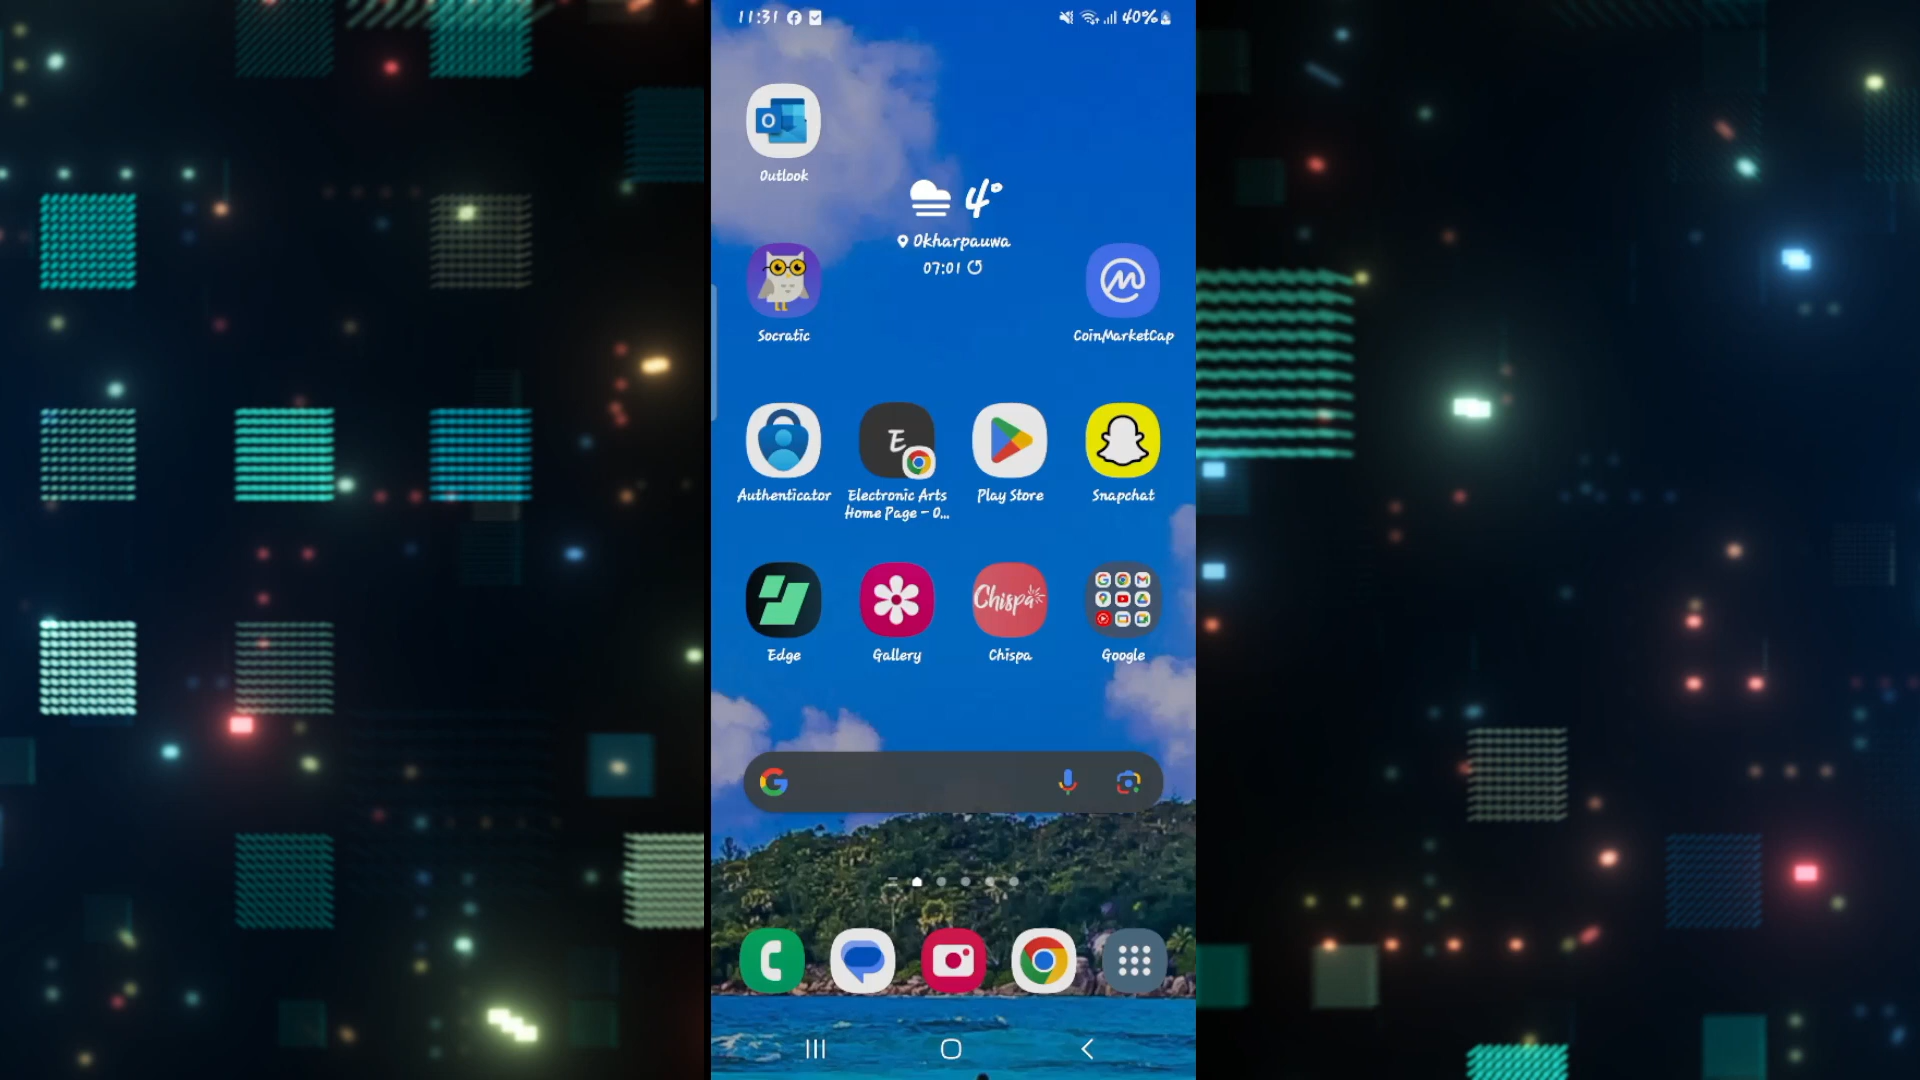 11:31
40%
Outlook
4°
Okharpauwa
07:01
Socratic
CoinMarketCap
E
Authenticator
Electronic Arts
Home Page - O...
Play Store
Snapchat
Chispa
Edge
Gallery
Chispa
Google